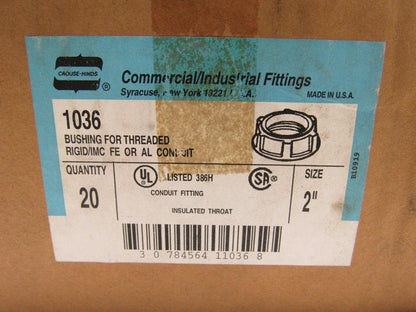 CROUSE-HINDS
®
Commercial/Industrial Fittings
Syracuse, New York 13221 U.S.A.
MADE IN U.S.A.
1036
BUSHING FOR THREADED
RIGID/IMC FE OR AL CONDUIT
B10919
QUANTITY
20
UL
LISTED 386H
SA
®
CONDUIT FITTING
INSULATED THROAT
SIZE
2"
3 0 784564 11036 8